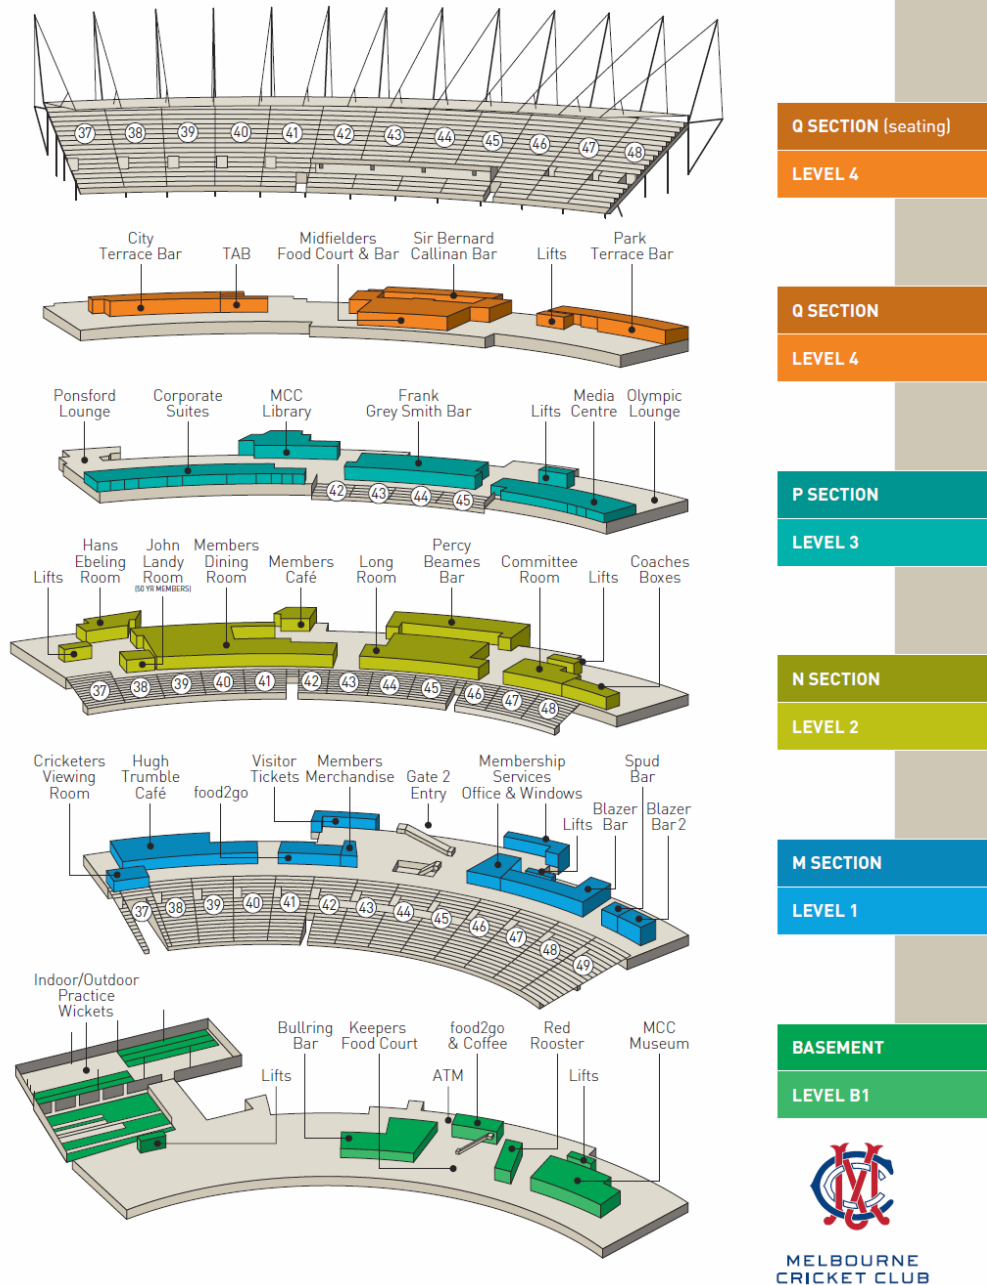 37 38 39 40 41 42 43 44 45 46 47 48
Q SECTION (seating)
LEVEL 4
City
Terrace Bar
TAB
Midfielders
Food Court & Bar
Sir Bernard
Callinan Bar
Lifts
Park
Terrace Bar
Q SECTION
LEVEL 4
Ponsford
Lounge
Corporate
Suites
MCC
Library
Frank
Grey Smith Bar
Lifts
Media
Centre
Olympic
Lounge
42 43 44 45
P SECTION
LEVEL 3
Lifts
Hans
Ebeling
Room
John
Landy
Room
(50 YR MEMBERS)
Members
Dining
Room
Members
Café
Long
Room
Percy
Beames
Bar
Committee
Room
Lifts
Coaches
Boxes
37 38 39 40 41 42 43 44 45 46 47 48
N SECTION
LEVEL 2
Cricketers
Viewing
Room
Hugh
Trumble
Café
food2go
Visitor
Tickets
Members
Merchandise
Gate 2
Entry
Membership
Services
Office & Windows
Lifts
Blazer
Bar
Spud
Bar
Blazer
Bar 2
37 38 39 40 41 42 43 44 45 46 47 48 49
M SECTION
LEVEL 1
Indoor/Outdoor
Practice
Wickets
Lifts
Bullring
Bar
Keepers
Food Court
ATM
food2go
& Coffee
Red
Rooster
Lifts
MCC
Museum
BASEMENT
LEVEL B1
MCC
MELBOURNE
CRICKET CLUB